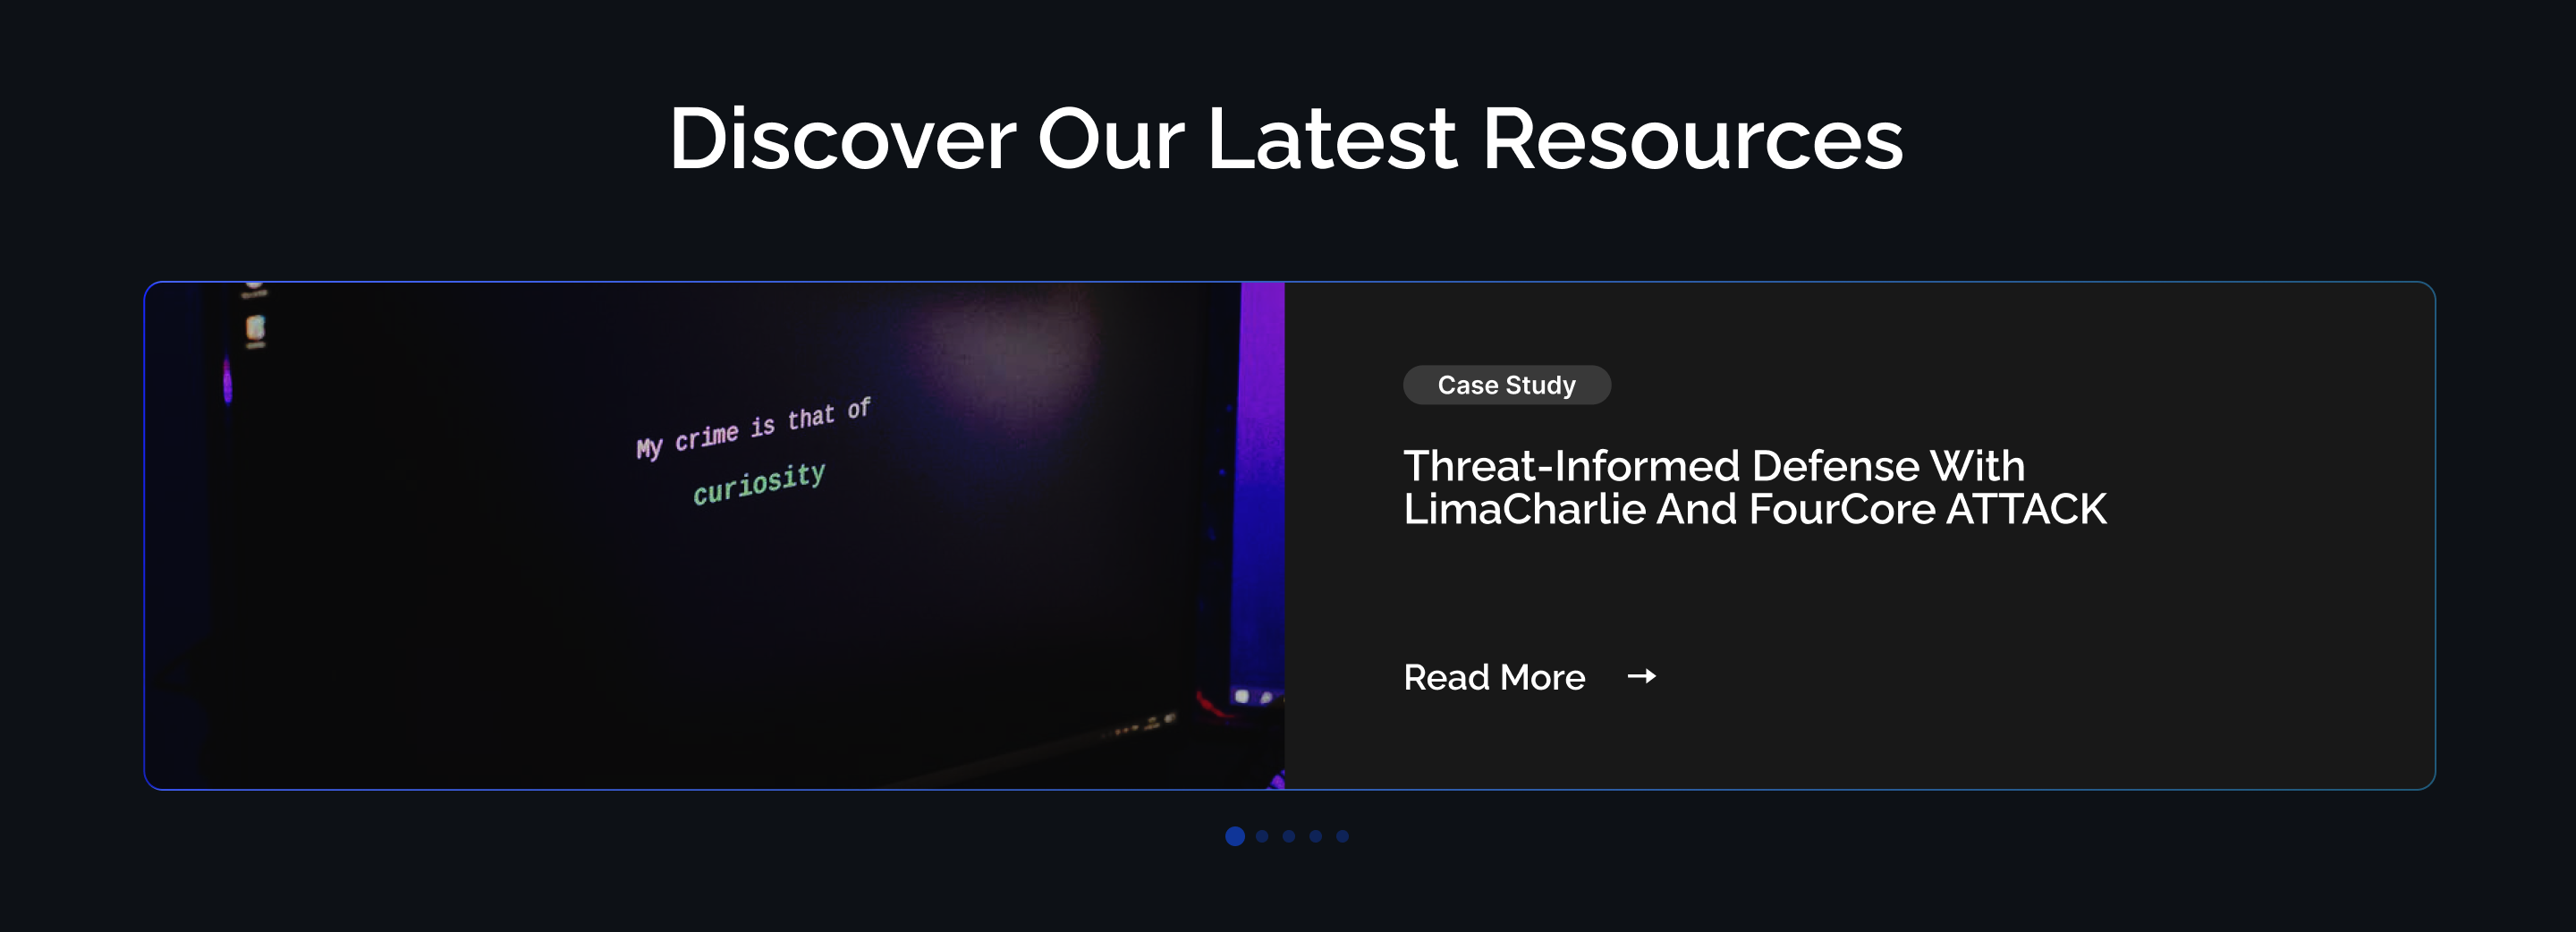 Discover Our Latest Resources
My crime is that of
curiosity
Case Study
Threat-Informed Defense With
LimaCharlie And FourCore ATTACK
Read More